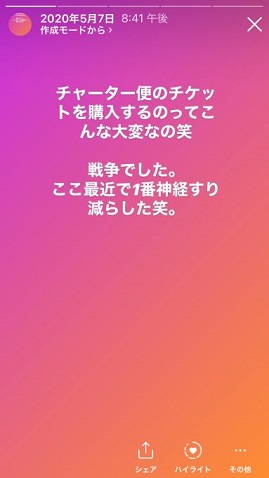 2020年5月7日 8:41 午後
作成モードから >
チャーター便のチケッ
トを購入するのってこ
んな大変なの笑
戦争でした。
ここ最近で1番神経すり
減らした笑。
シェア ハイライト その他